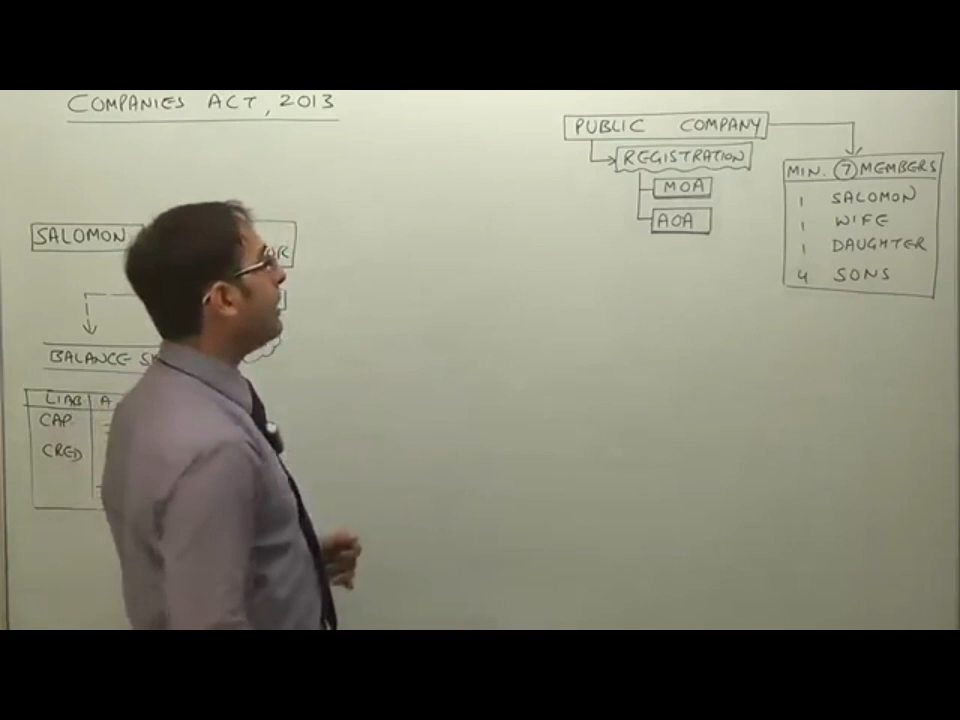 COMPANIES ACT, 2013
SALOMON
BALANCE
LIAB A
CAP
CRED
PUBLIC COMPANY
REGISTRATION
MOA
AOA
MIN. 7 MEMBERS
1 SALOMON
1 WIFE
1 DAUGHTER
4 SONS